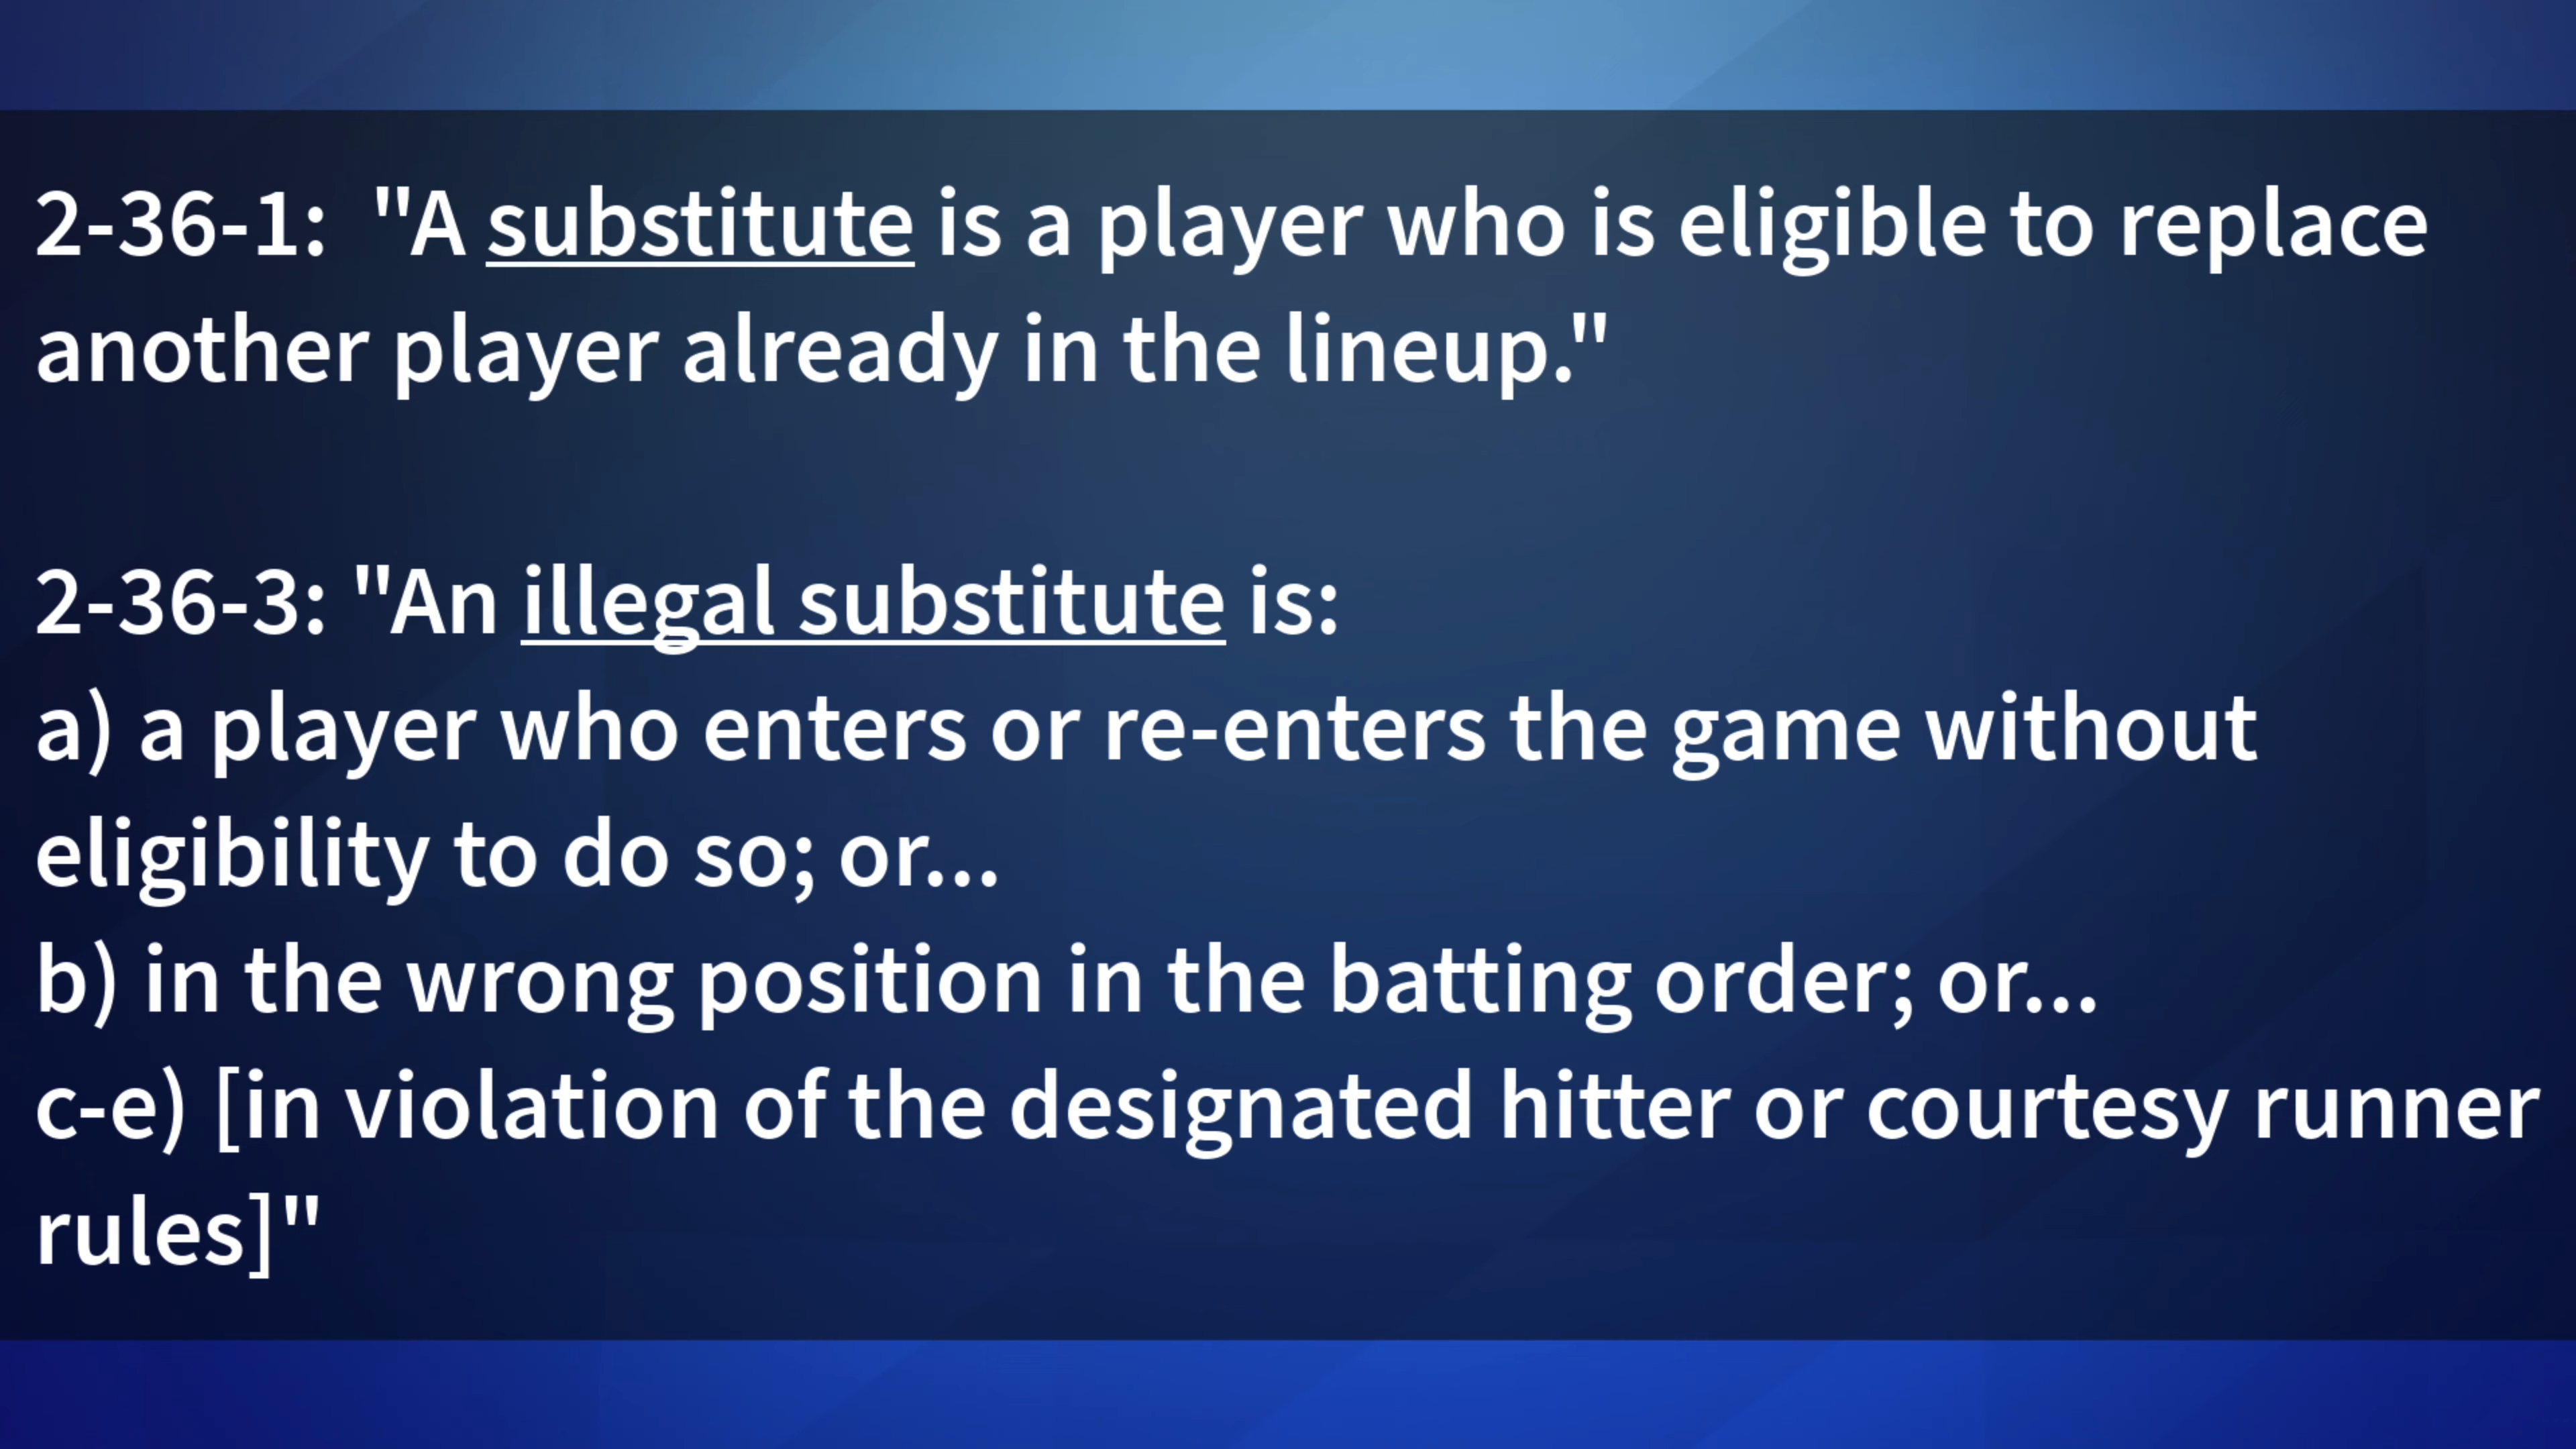 2-36-1:  "A substitute is a player who is eligible to replace
another player already in the lineup."
2-36-3: "An illegal substitute is:
a) a player who enters or re-enters the game without
eligibility to do so; or...
b) in the wrong position in the batting order; or...
c-e) [in violation of the designated hitter or courtesy runner
rules]"